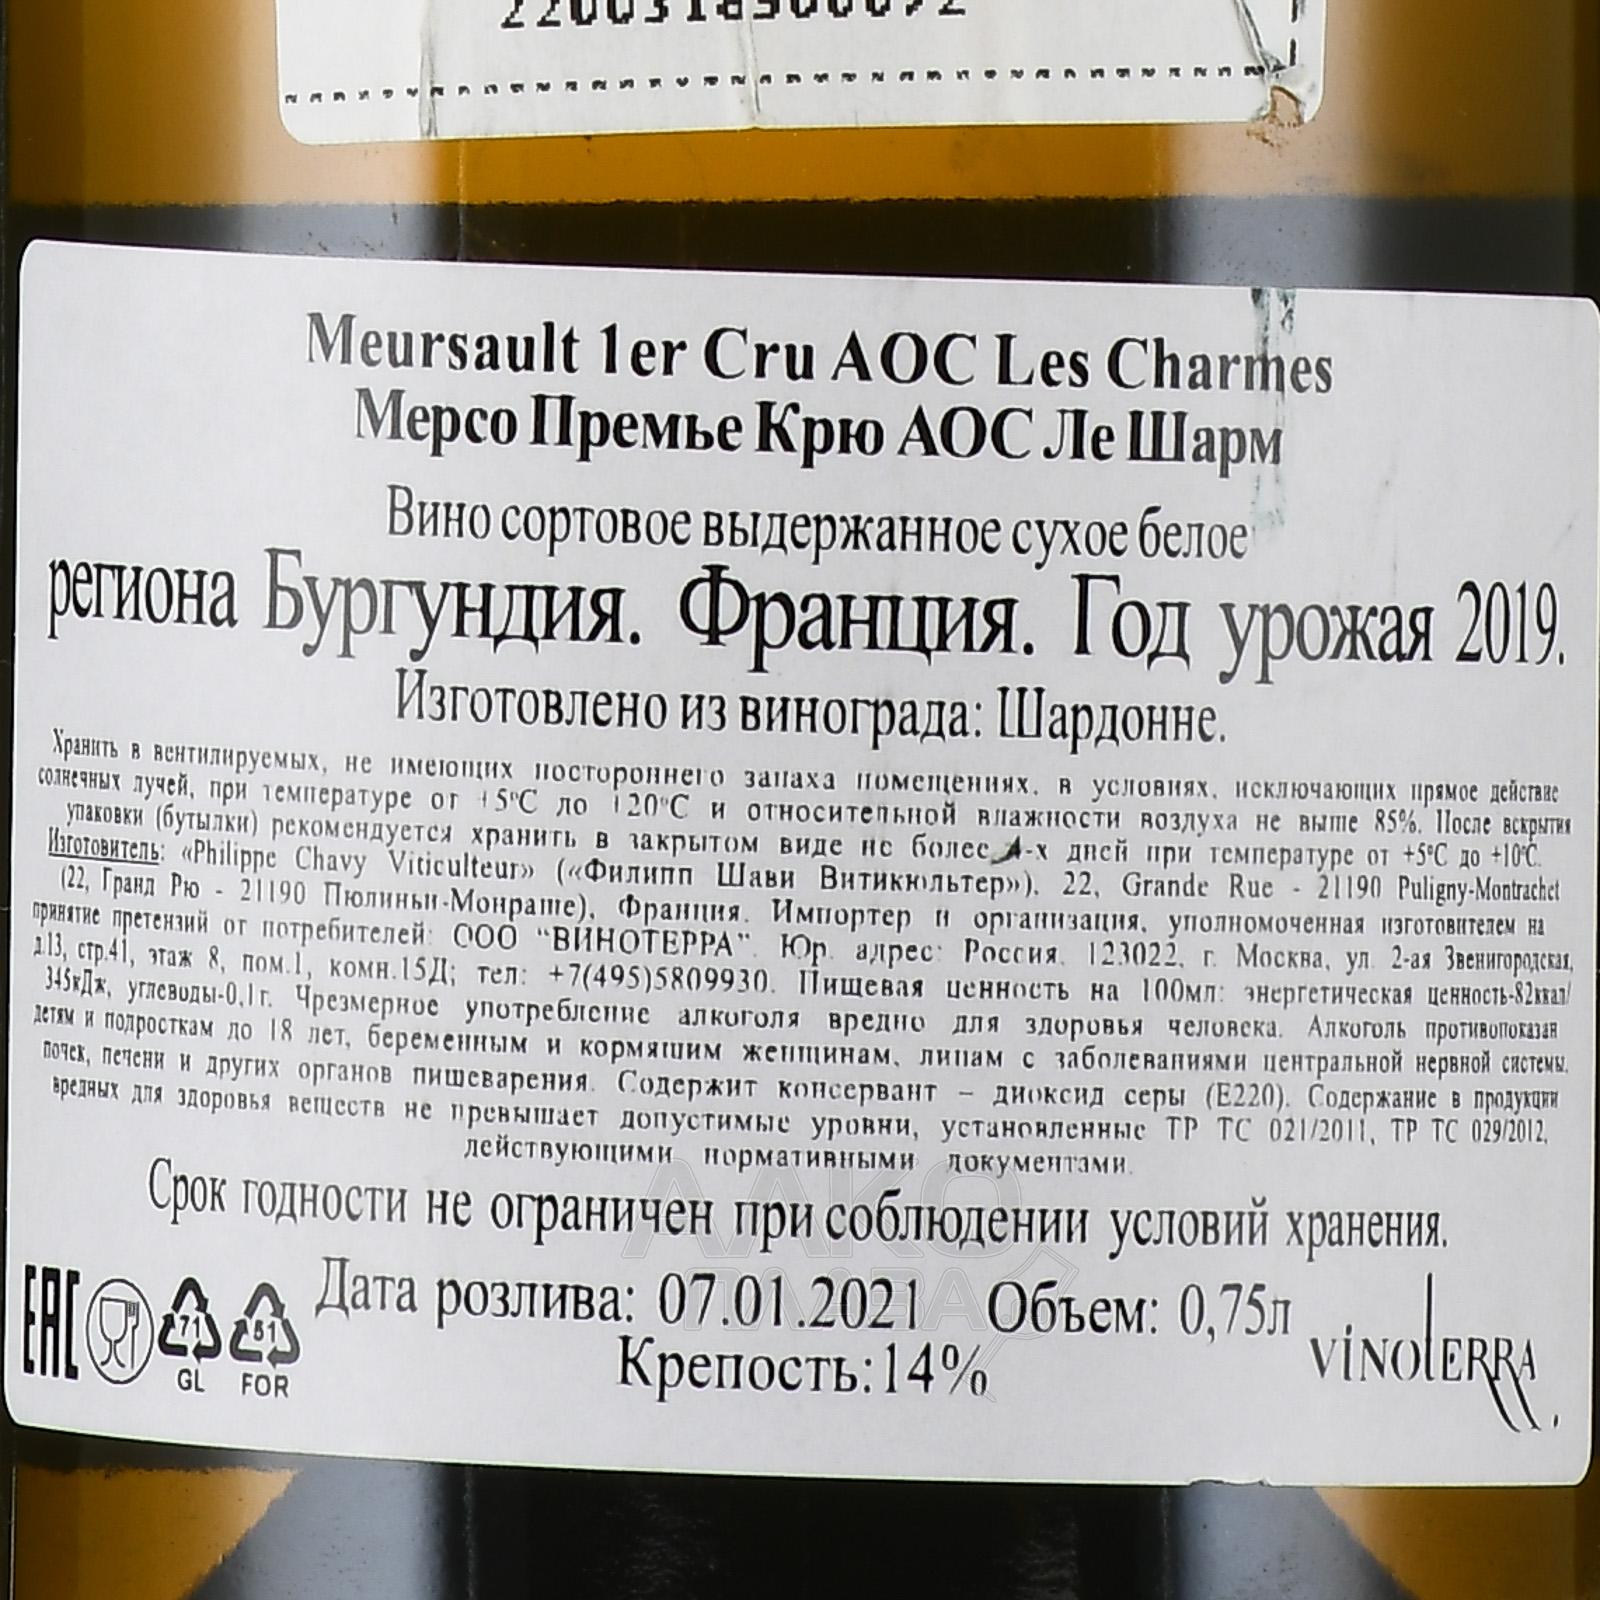 Meursault 1er Cru AOC Les Charmes
Мерсо Премье Крю АОС Ле Шарм
Вино сортовое выдержанное сухое белое
региона Бургундия. Франция. Год урожая 2019.
Изготовлено из винограда: Шардонне.
Хранить в вентилируемых, не имеющих постороннего запаха помещениях, в условиях, исключающих прямое действие
солнечных лучей, при температуре от +5°С до +20°С и относительной влажности воздуха не выше 85%. После вскрытия
упаковки (бутылки) рекомендуется хранить в закрытом виде не более 4-х дней при температуре от +5°С до +10°С.
Изготовитель: «Philippe Chavy Viticulteur» («Филипп Шави Витикюльтер»), 22, Grande Rue - 21190 Puligny-Montrachet
(22, Гранд Рю - 21190 Пюлиньи-Монраше), Франция. Импортер и организация, уполномоченная изготовителем на
принятие претензий от потребителей: ООО "ВИНОТЕРРА". Юр. адрес: Россия, 123022, г. Москва, ул. 2-ая Звенигородская,
д.13, стр.41, этаж 8, пом.1, комн.15Д; тел: +7(495)5809930. Пищевая ценность на 100мл: энергетическая ценность-82ккал/
345кДж, углеводы-0,1г. Чрезмерное употребление алкоголя вредно для здоровья человека. Алкоголь противопоказан
детям и подросткам до 18 лет, беременным и кормящим женщинам, лицам с заболеваниями центральной нервной системы,
почек, печени и других органов пищеварения. Содержит консервант – диоксид серы (Е220). Содержание в продукции
вредных для здоровья веществ не превышает допустимые уровни, установленные ТР ТС 021/2011, ТР ТС 029/2012,
действующими нормативными документами.
Срок годности не ограничен при соблюдении условий хранения.
Дата розлива: 07.01.2021 Объем: 0,75л
Крепость:14%
EAC
71
GL
51
FOR
VINOTERRA
АЛКО
ПЛАЗА